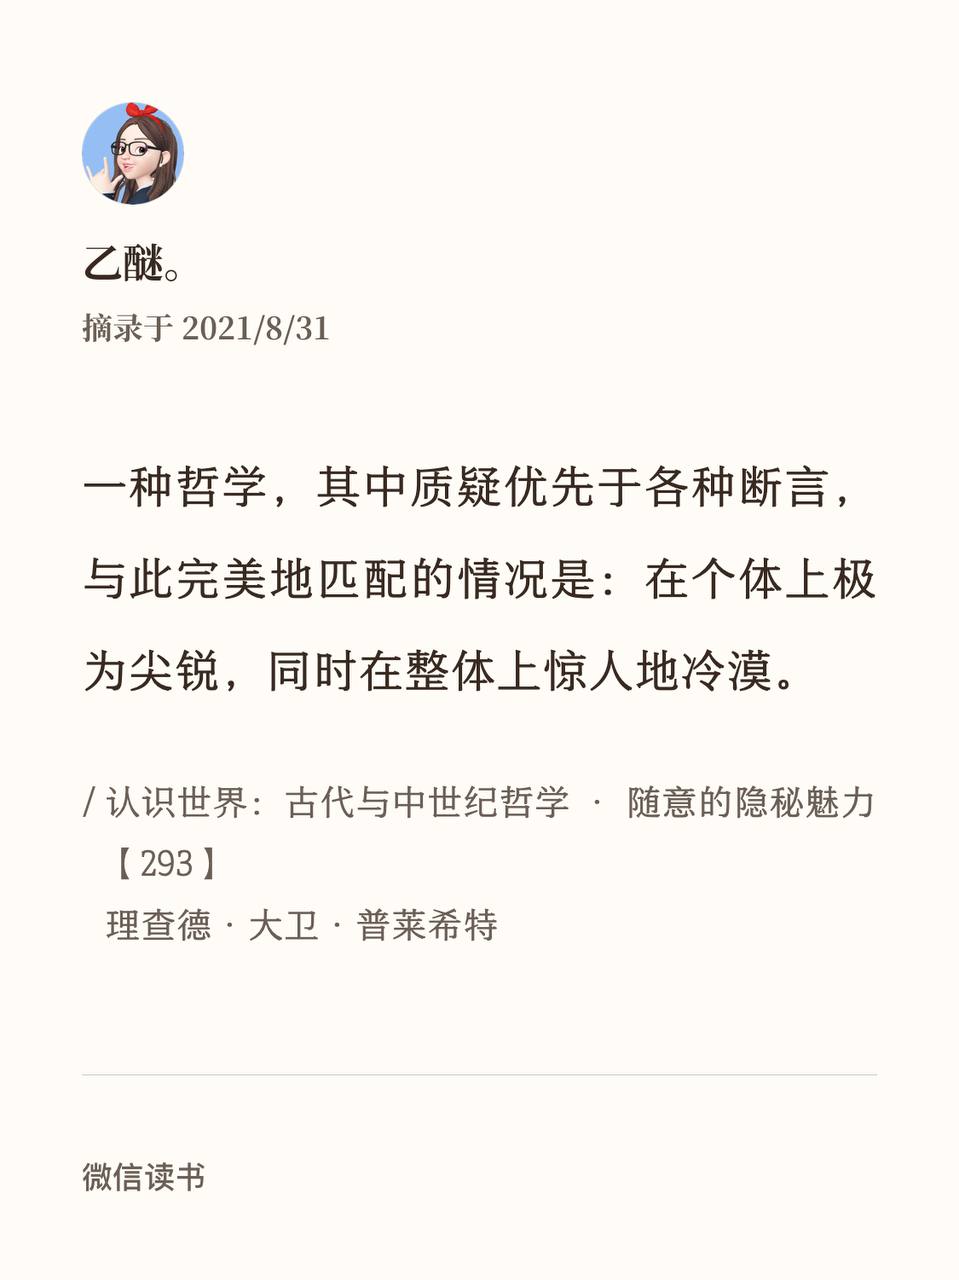 乙醚。
摘录于 2021/8/31
一种哲学，其中质疑优先于各种断言，
与此完美地匹配的情况是：在个体上极
为尖锐，同时在整体上惊人地冷漠。
/ 认识世界：古代与中世纪哲学 · 随意的隐秘魅力
【293】
理查德 · 大卫 · 普莱希特
微信读书